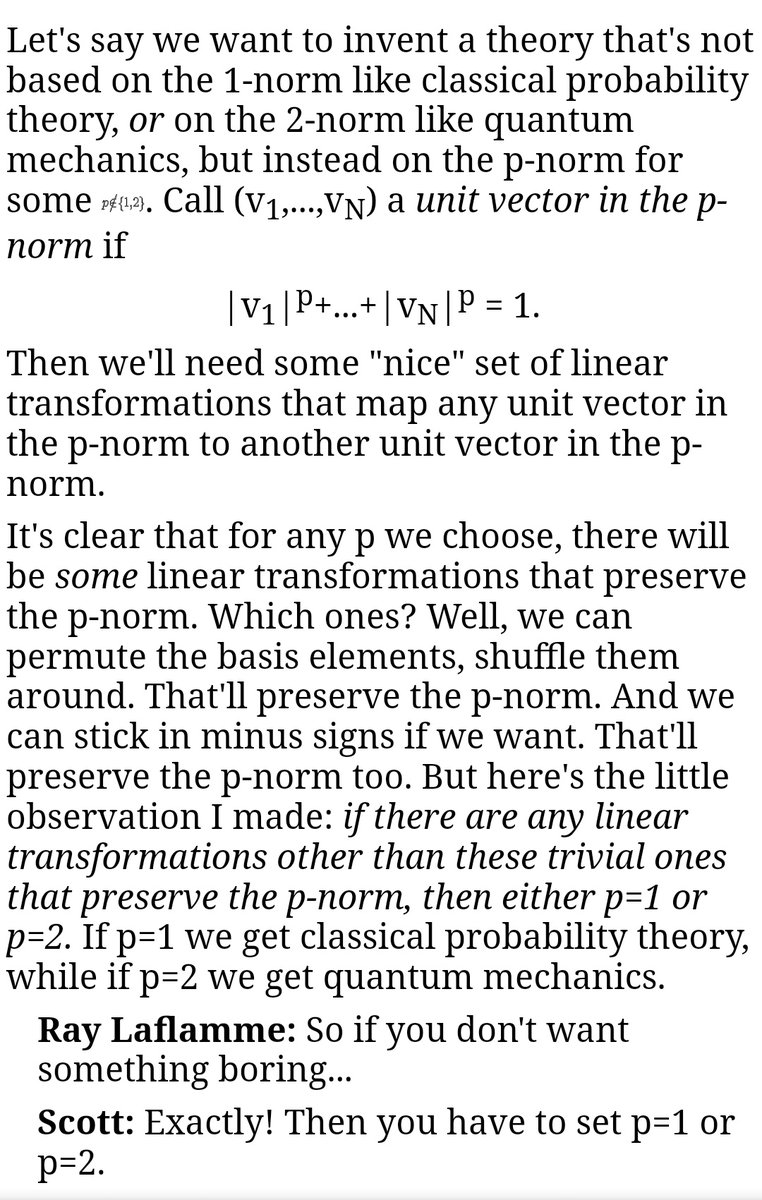 Let's say we want to invent a theory that's not
based on the 1-norm like classical probability
theory, or on the 2-norm like quantum
mechanics, but instead on the p-norm for
some p∉{1,2}. Call (v₁,...,v_N) a unit vector in the p-
norm if
|v₁|ᵖ+...+|v_N|ᵖ = 1.
Then we'll need some "nice" set of linear
transformations that map any unit vector in
the p-norm to another unit vector in the p-
norm.
It's clear that for any p we choose, there will
be some linear transformations that preserve
the p-norm. Which ones? Well, we can
permute the basis elements, shuffle them
around. That'll preserve the p-norm. And we
can stick in minus signs if we want. That'll
preserve the p-norm too. But here's the little
observation I made: if there are any linear
transformations other than these trivial ones
that preserve the p-norm, then either p=1 or
p=2. If p=1 we get classical probability theory,
while if p=2 we get quantum mechanics.
Ray Laflamme: So if you don't want
something boring...
Scott: Exactly! Then you have to set p=1 or
p=2.